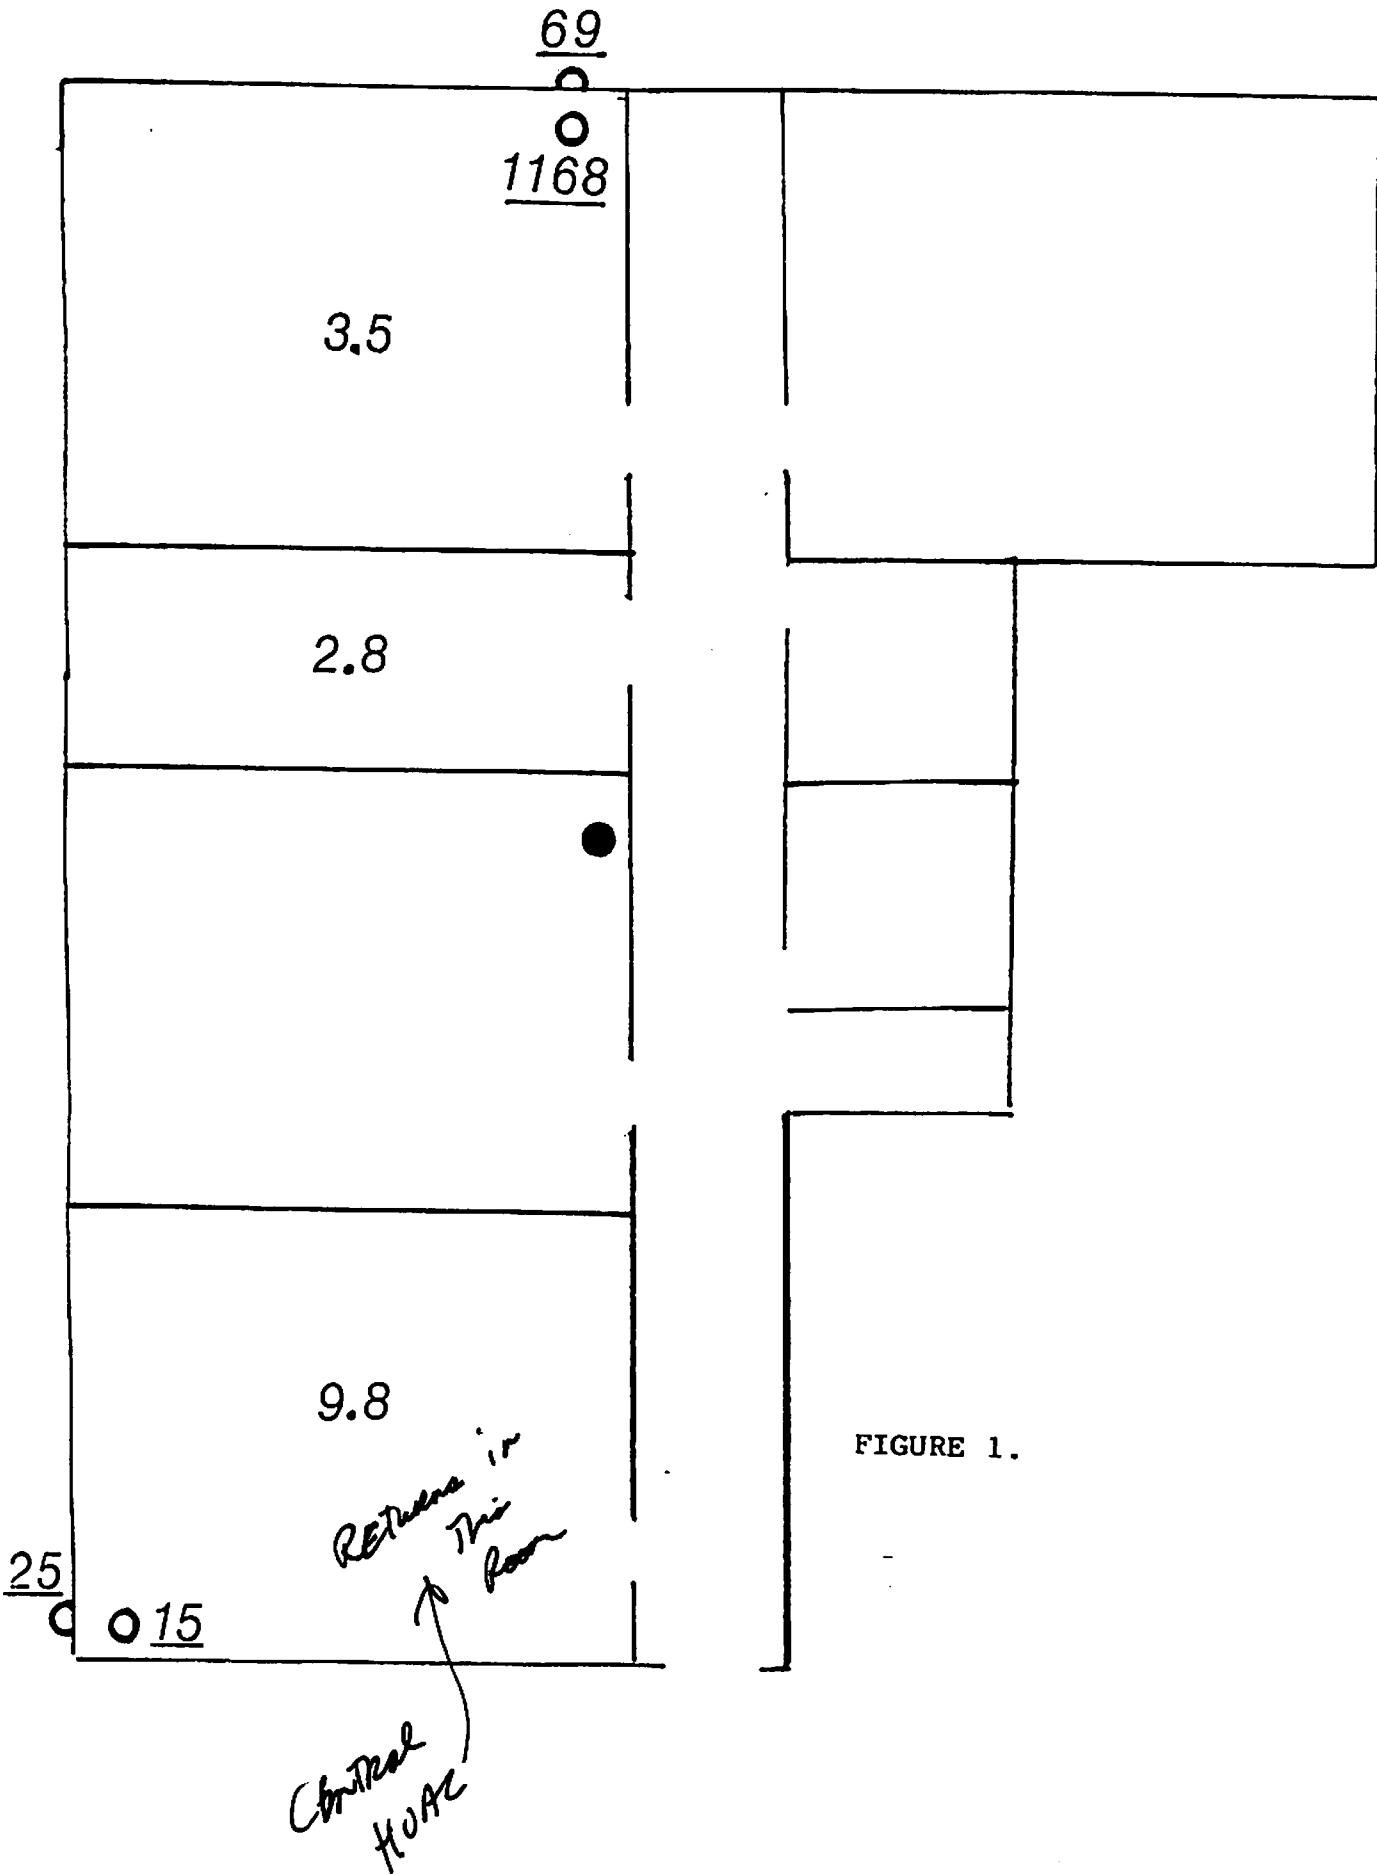 69
1168
3.5
2.8
9.8
FIGURE 1.
RETURNS in
This
Room
25
15
Central
HVAC